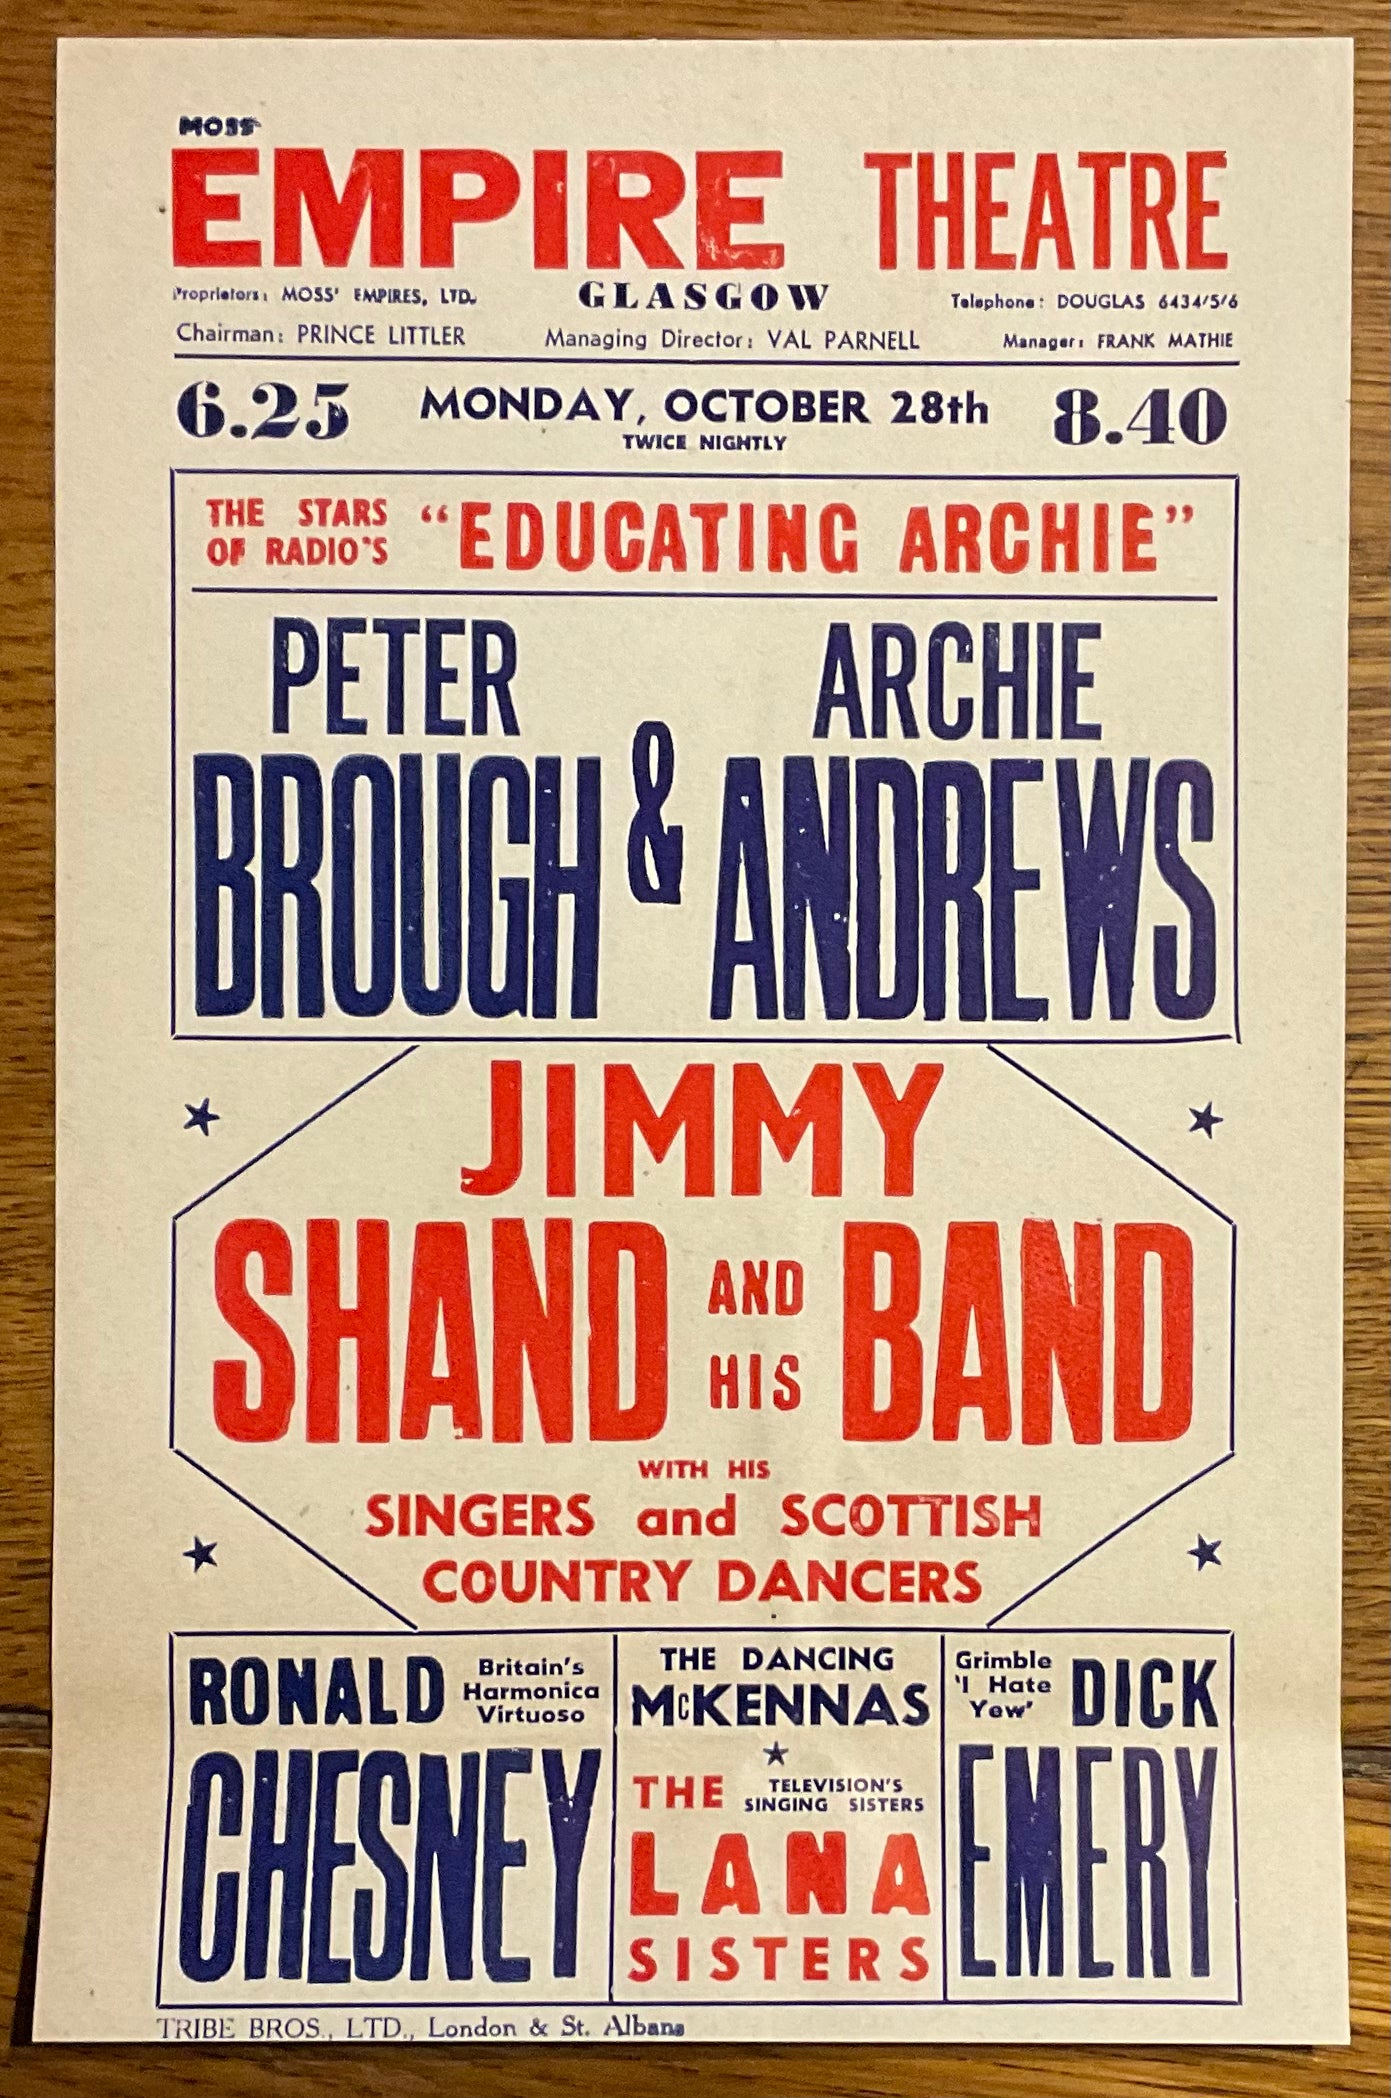 MOSS'
EMPIRE THEATRE
Proprietors: MOSS' EMPIRES, LTD. GLASGOW Telephone: DOUGLAS 6434/5/6
Chairman: PRINCE LITTLER Managing Director: VAL PARNELL Manager: FRANK MATHIE
6.25 MONDAY, OCTOBER 28th 8.40
TWICE NIGHTLY
THE STARS
OF RADIO'S
"EDUCATING ARCHIE"
PETER
BROUGH
&
ARCHIE
ANDREWS
JIMMY
SHAND AND HIS BAND
WITH HIS
SINGERS and SCOTTISH
COUNTRY DANCERS
RONALD
Britain's
Harmonica
Virtuoso
CHESNEY
THE DANCING
McKENNAS
THE
TELEVISION'S
SINGING SISTERS
LANA
SISTERS
Grimble
'I Hate
Yew'
DICK
EMERY
TRIBE BROS., LTD., London & St. Albans